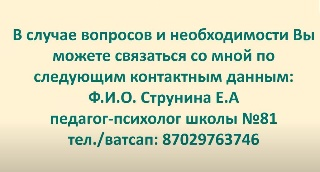 В случае вопросов и необходимости Вы
можете связаться со мной по
следующим контактным данным:
Ф.И.О. Струнина Е.А
педагог-психолог школы №81
тел./ватсап: 87029763746